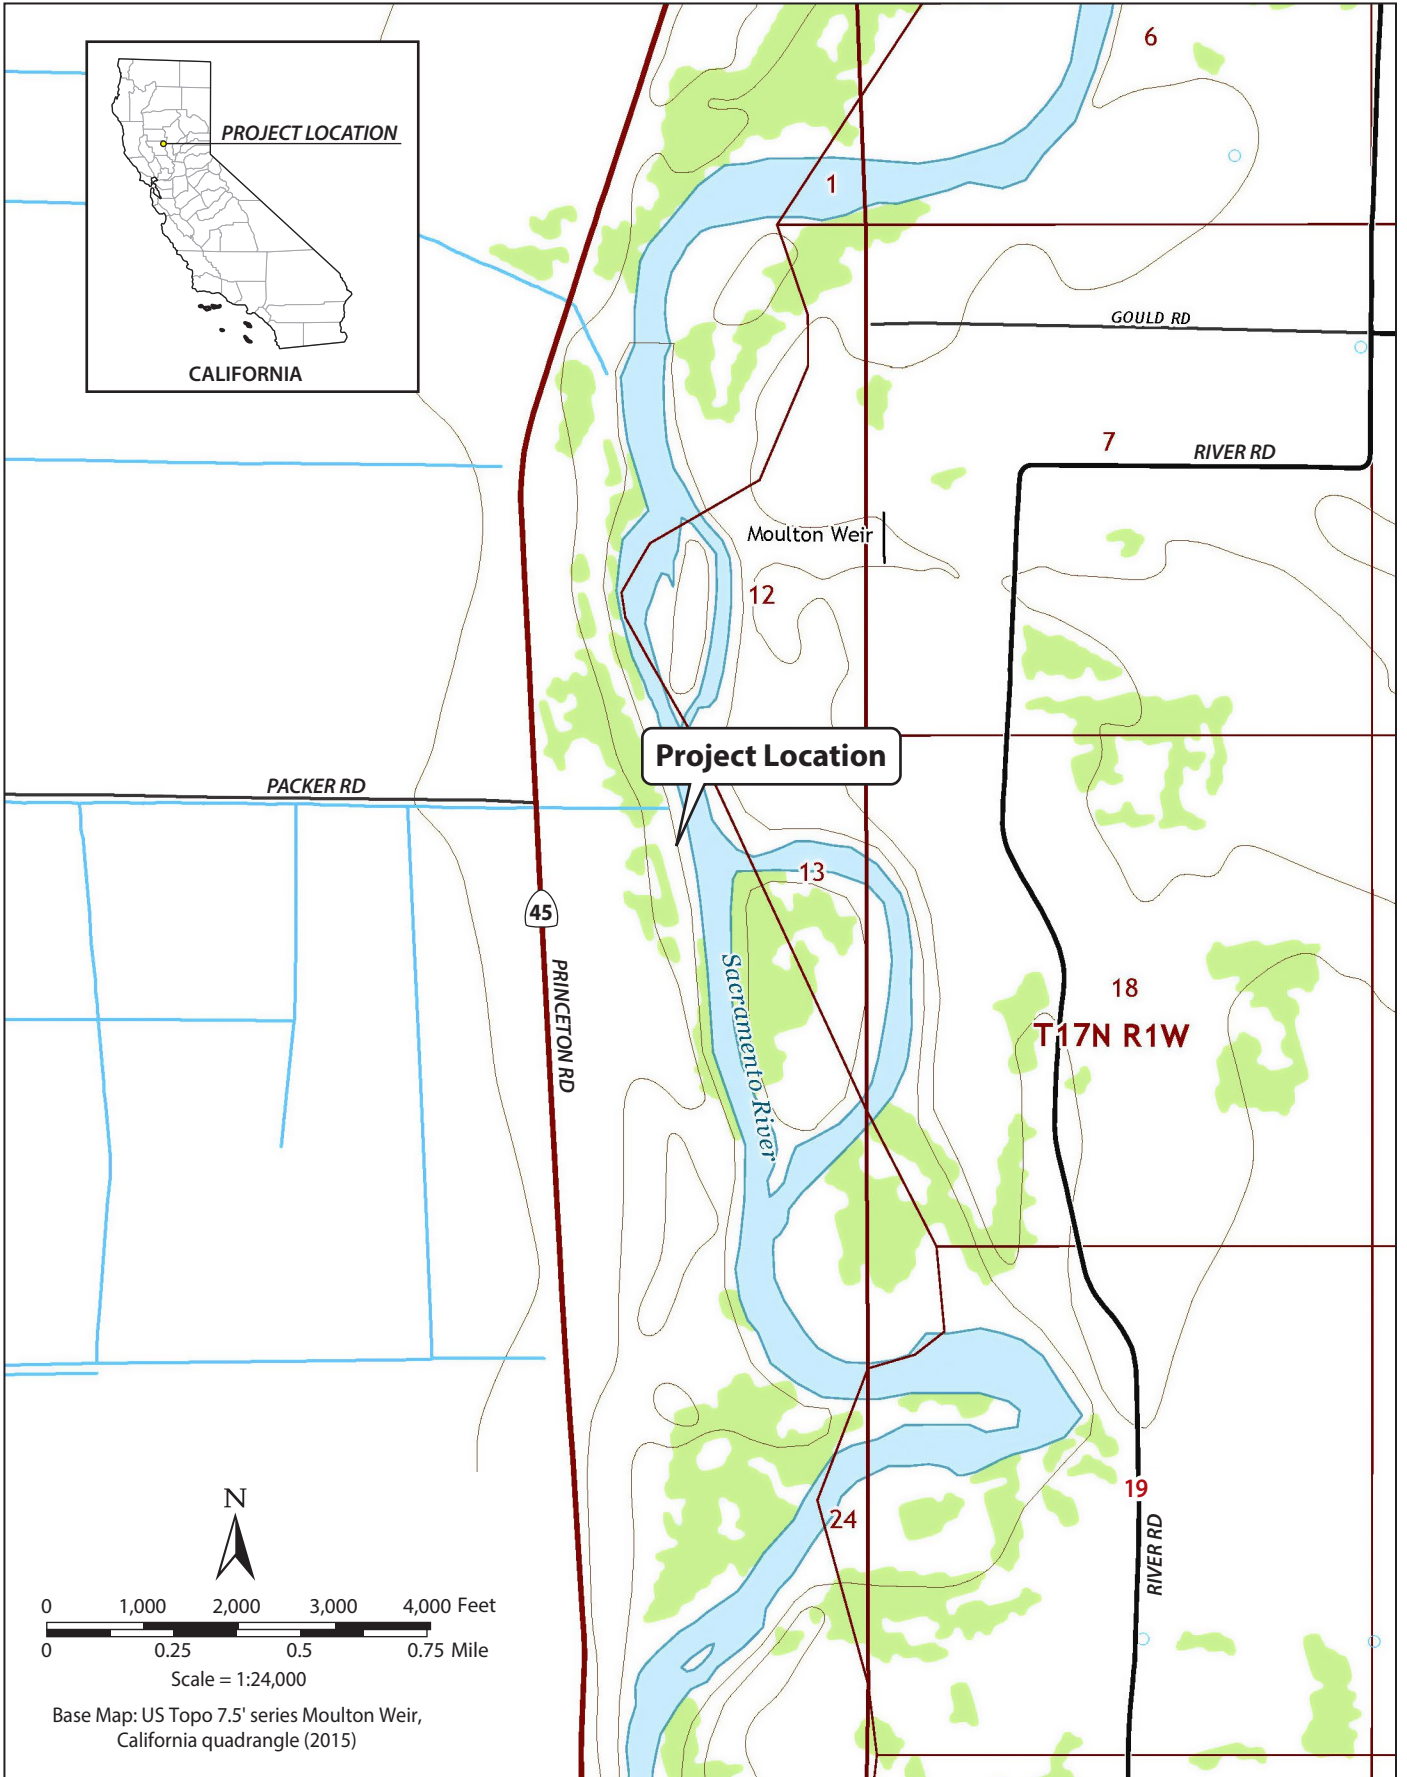 6
PROJECT LOCATION
1
GOULD RD
CALIFORNIA
7
RIVER RD
Moulton Weir
12
Project Location
PACKER RD
13
45
Sacramento River
PRINCETON RD
18
T17N R1W
19
24
RIVER RD
N
0 1,000 2,000 3,000 4,000 Feet
0 0.25 0.5 0.75 Mile
Scale = 1:24,000
Base Map: US Topo 7.5' series Moulton Weir,
California quadrangle (2015)